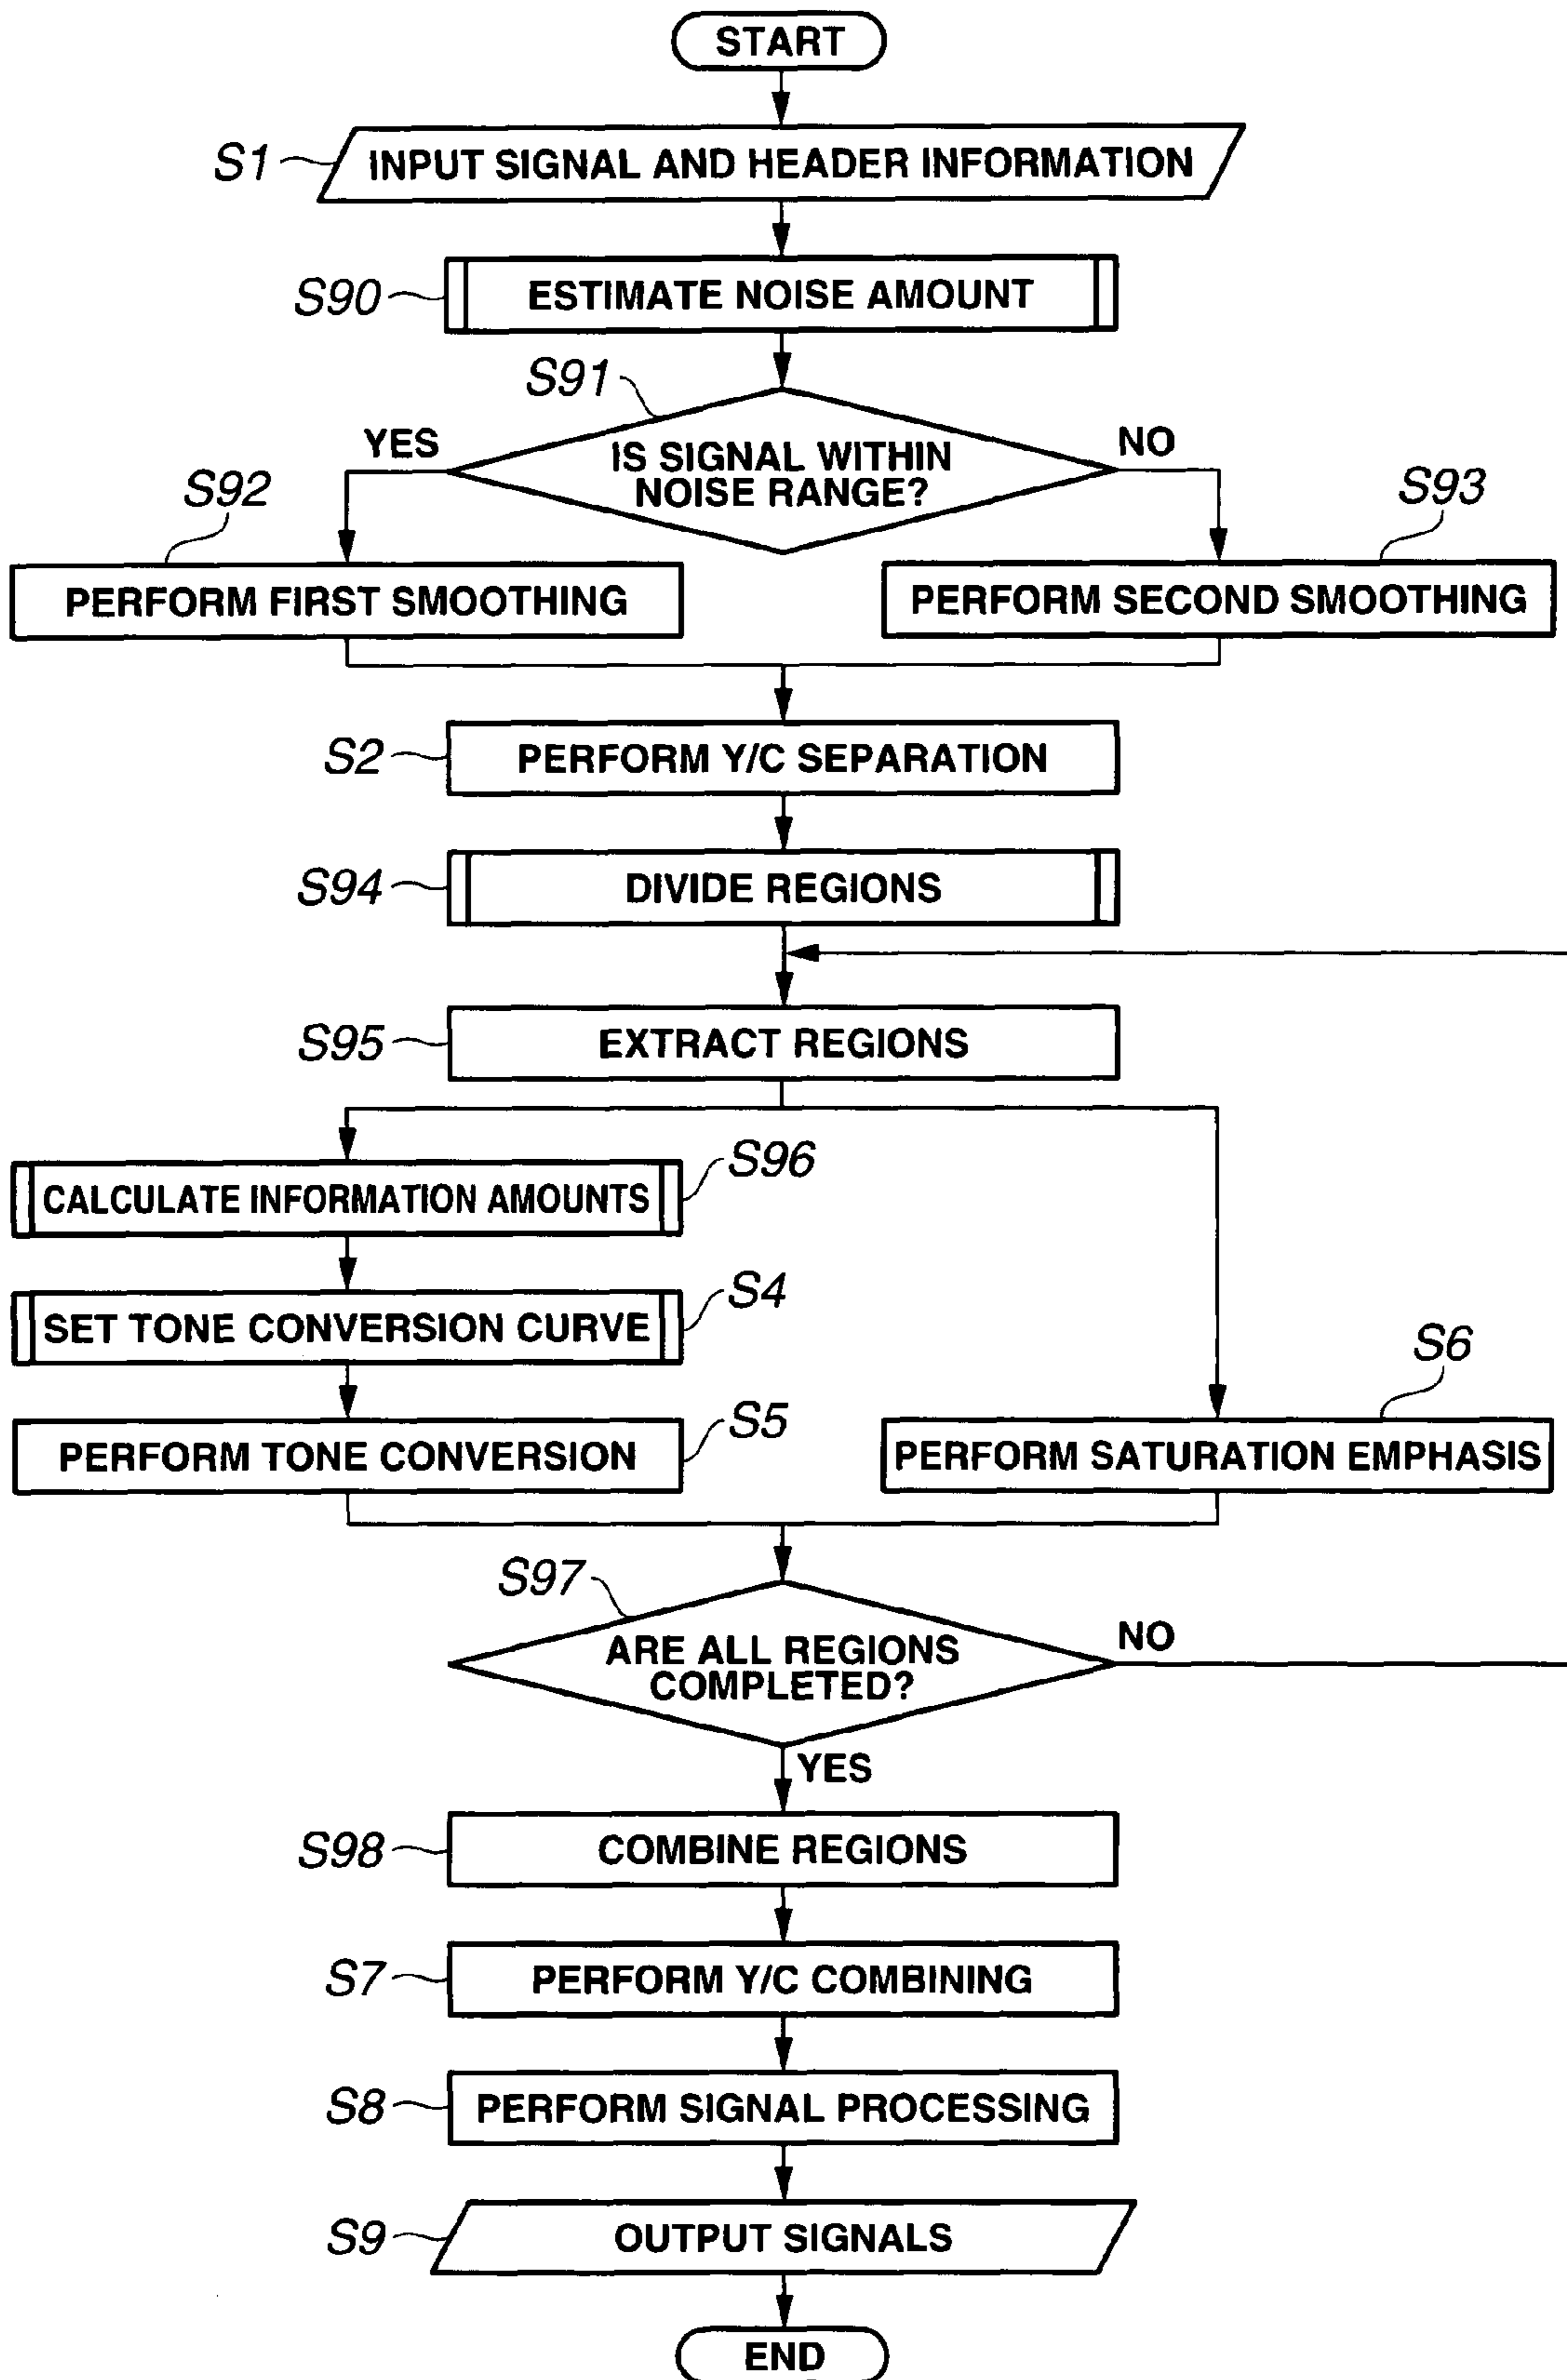 START
S1
INPUT SIGNAL AND HEADER INFORMATION
S90
ESTIMATE NOISE AMOUNT
S91
YES
IS SIGNAL WITHIN
NOISE RANGE?
NO
S92
S93
PERFORM FIRST SMOOTHING
PERFORM SECOND SMOOTHING
S2
PERFORM Y/C SEPARATION
S94
DIVIDE REGIONS
S95
EXTRACT REGIONS
S96
CALCULATE INFORMATION AMOUNTS
S4
SET TONE CONVERSION CURVE
S6
S5
PERFORM TONE CONVERSION
PERFORM SATURATION EMPHASIS
S97
ARE ALL REGIONS
COMPLETED?
NO
YES
S98
COMBINE REGIONS
S7
PERFORM Y/C COMBINING
S8
PERFORM SIGNAL PROCESSING
S9
OUTPUT SIGNALS
END